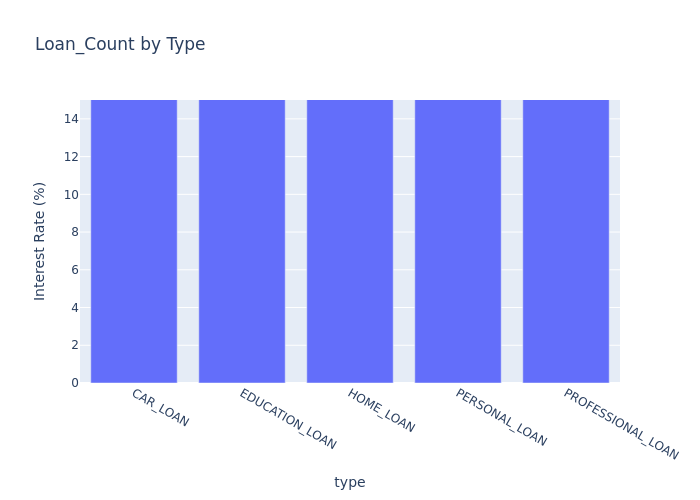 Loan_Count by Type
Interest Rate (%)
14
12
10
8
6
4
2
0
CAR_LOAN
EDUCATION_LOAN
HOME_LOAN
PERSONAL_LOAN
PROFESSIONAL_LOAN
type